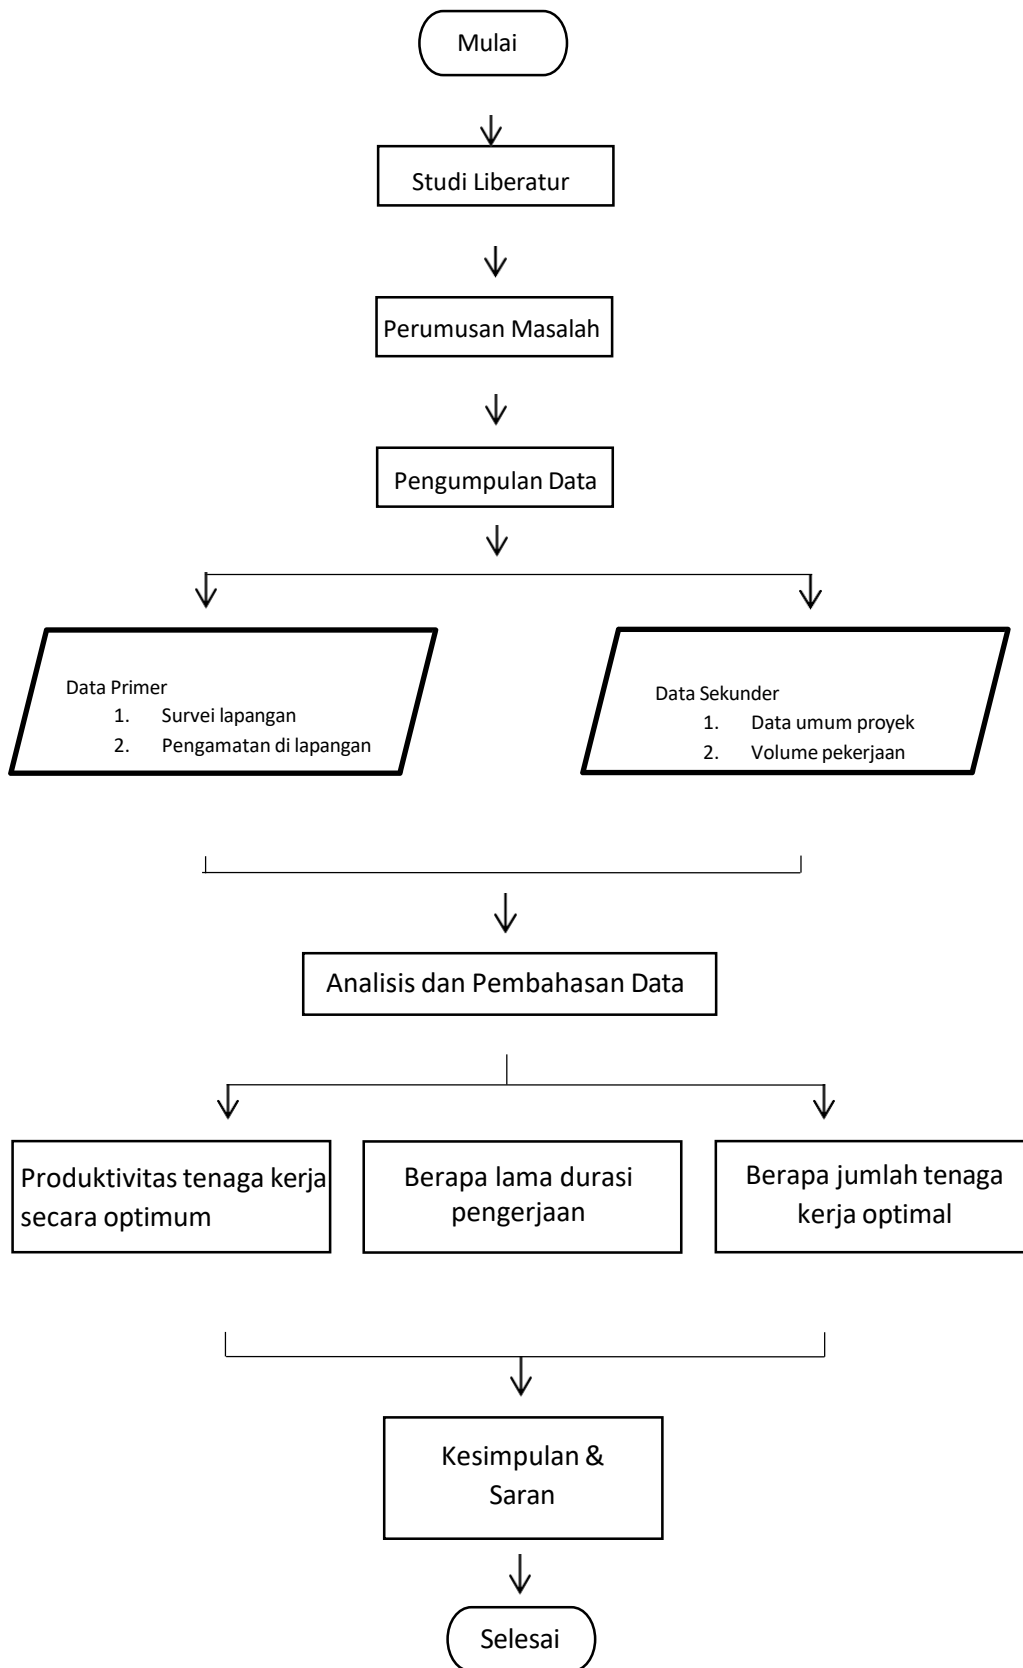 Mulai
Studi Liberatur
Perumusan Masalah
Pengumpulan Data
Data Primer
1. Survei lapangan
2. Pengamatan di lapangan
Data Sekunder
1. Data umum proyek
2. Volume pekerjaan
Analisis dan Pembahasan Data
Produktivitas tenaga kerja
secara optimum
Berapa lama durasi
pengerjaan
Berapa jumlah tenaga
kerja optimal
Kesimpulan &
Saran
Selesai